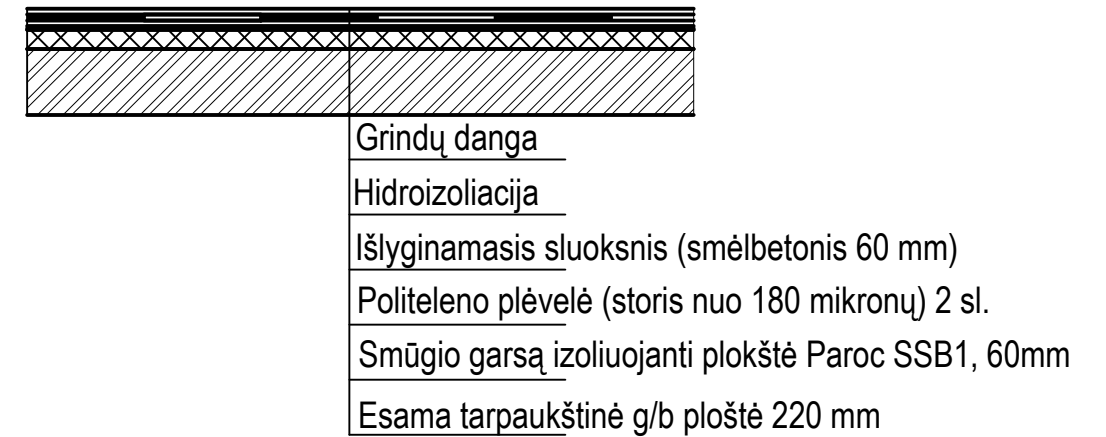 Grindų danga
Hidroizoliacija
Išlyginamasis sluoksnis (smėlbetonis 60 mm)
Politeleno plėvelė (storis nuo 180 mikronų) 2 sl.
Smūgio garsą izoliuojanti plokštė Paroc SSB1, 60mm
Esama tarpaukštinė g/b ploštė 220 mm